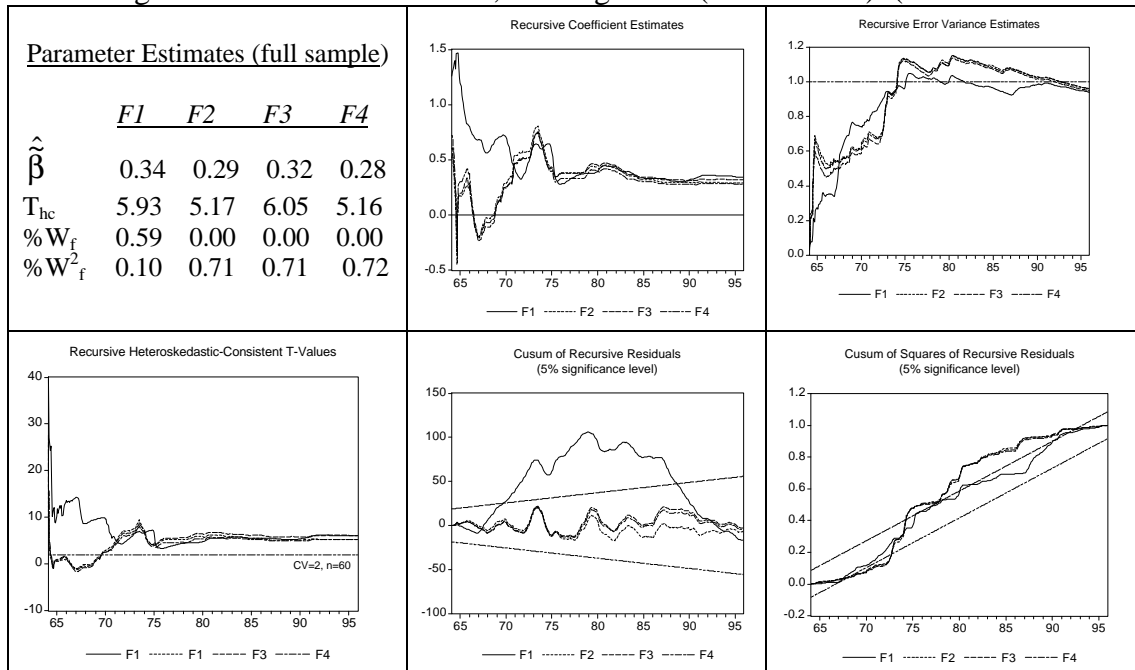 Parameter Estimates (full sample)
F1 F2 F3 F4
β̃̂ 0.34 0.29 0.32 0.28
Thc 5.93 5.17 6.05 5.16
%Wf 0.59 0.00 0.00 0.00
%W²f 0.10 0.71 0.71 0.72
Recursive Coefficient Estimates
1.5
1.0
0.5
0.0
-0.5
65 70 75 80 85 90 95
F1 F2 F3 F4
Recursive Error Variance Estimates
1.2
1.0
0.8
0.6
0.4
0.2
0.0
65 70 75 80 85 90 95
F1 F2 F3 F4
Recursive Heteroskedastic-Consistent T-Values
40
30
20
10
0
-10
CV=2, n=60
65 70 75 80 85 90 95
F1 F1 F3 F4
Cusum of Recursive Residuals
(5% significance level)
150
100
50
0
-50
-100
65 70 75 80 85 90 95
F1 F2 F3 F4
Cusum of Squares of Recursive Residuals
(5% significance level)
1.2
1.0
0.8
0.6
0.4
0.2
0.0
-0.2
65 70 75 80 85 90 95
F1 F2 F3 F4